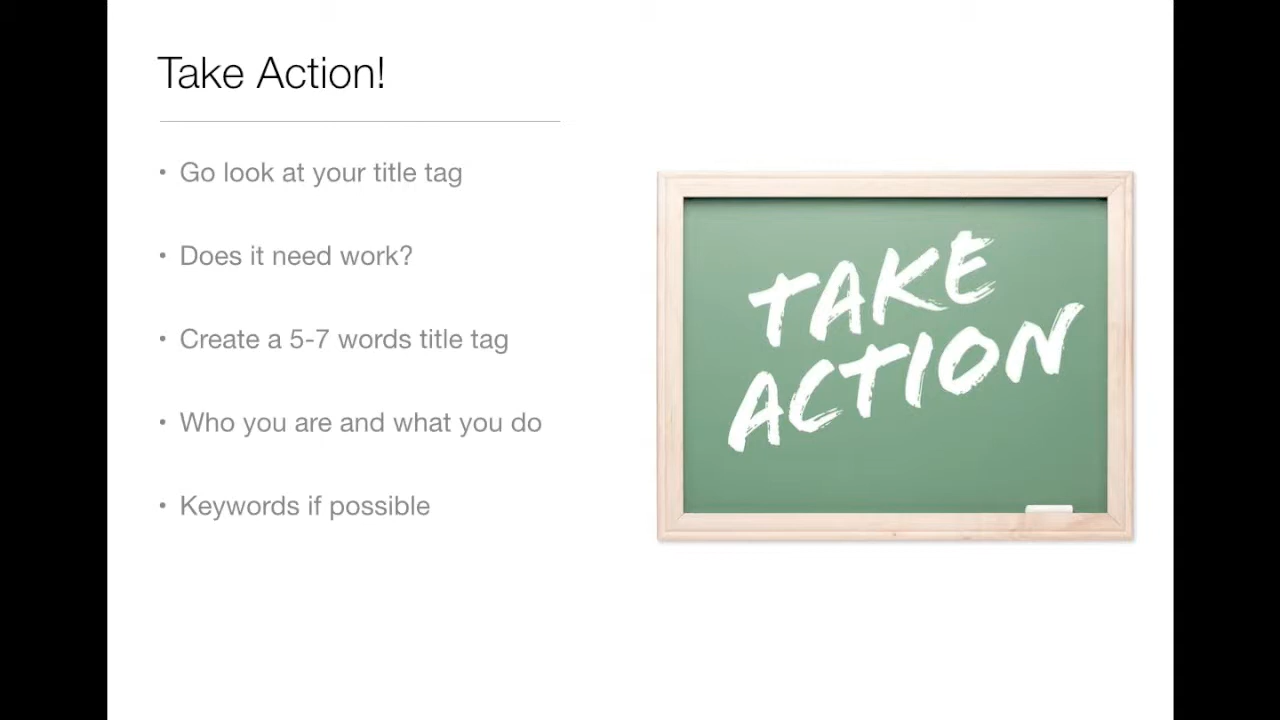 Take Action!
• Go look at your title tag
• Does it need work?
• Create a 5-7 words title tag
• Who you are and what you do
• Keywords if possible
TAKE
ACTION